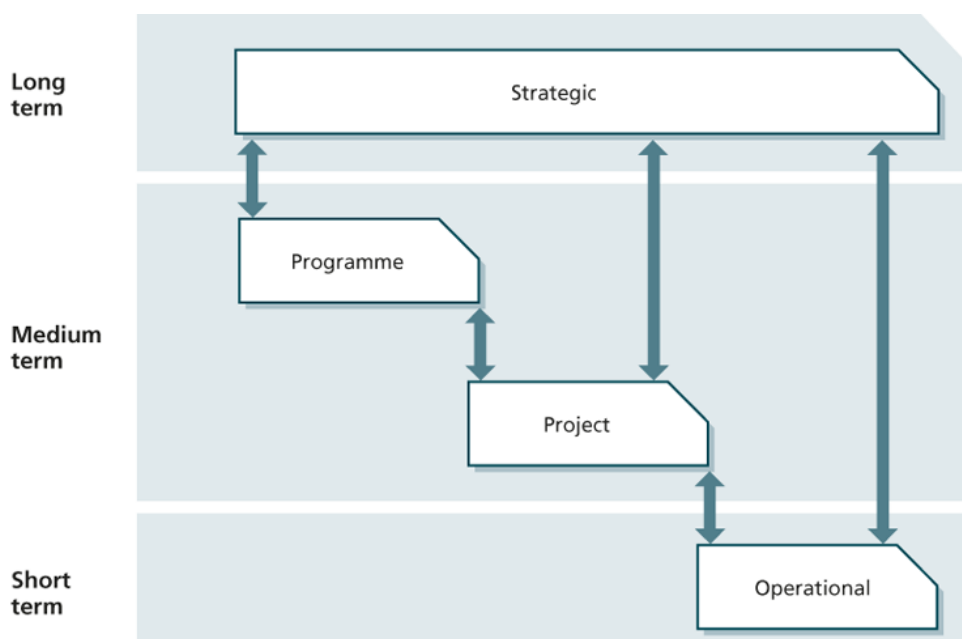 Long
term
Strategic
Programme
Medium
term
Project
Short
term
Operational